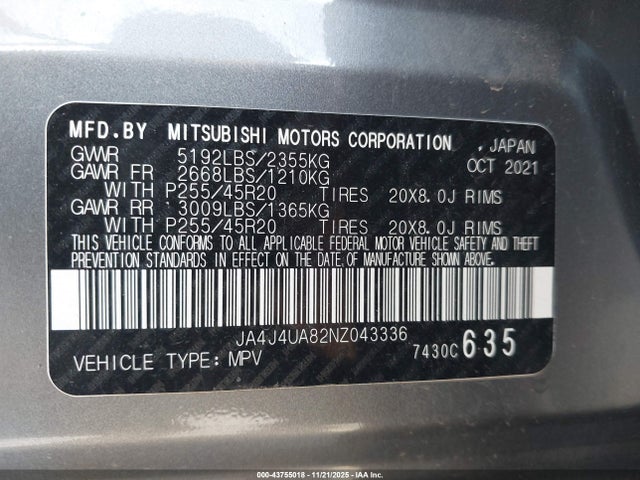 MFD.BY MITSUBISHI MOTORS CORPORATION , JAPAN
GVWR 5192LBS/2355KG OCT 2021
GAWR FR 2668LBS/1210KG
WITH P255/45R20 TIRES 20X8.0J RIMS
GAWR RR 3009LBS/1365KG
WITH P255/45R20 TIRES 20X8.0J RIMS
THIS VEHICLE CONFORMS TO ALL APPLICABLE FEDERAL MOTOR VEHICLE SAFETY AND THEFT
PREVENTION STANDARDS IN EFFECT ON THE DATE OF MANUFACTURE SHOWN ABOVE.
JA4J4UA82NZ043336
VEHICLE TYPE: MPV 7430C 635
000-43755018 - 11/21/2025 - IAA Inc.